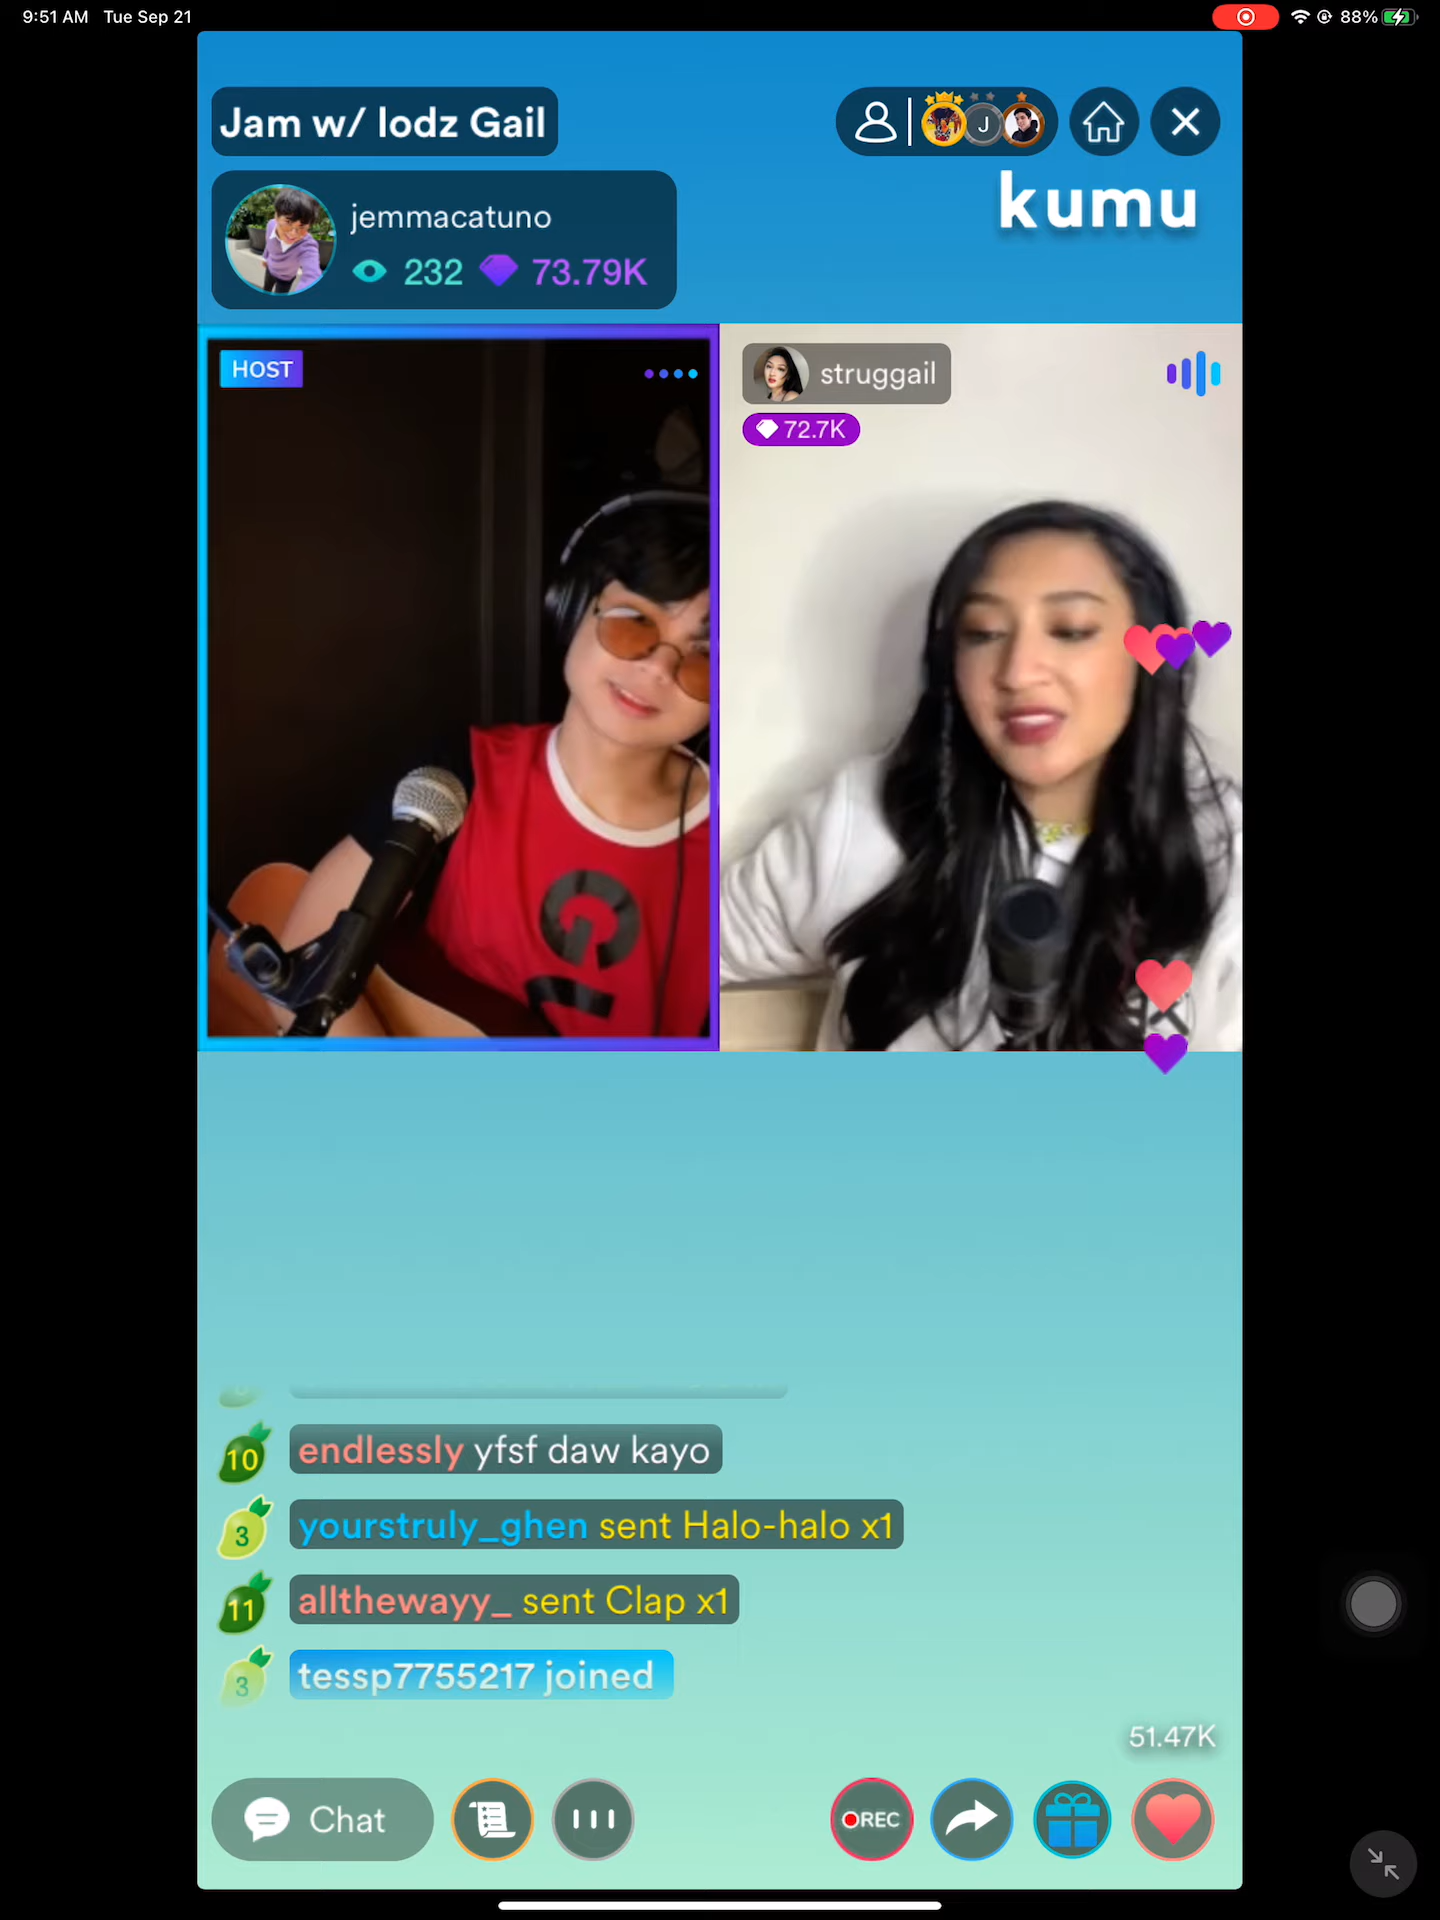 9:51 AM Tue Sep 21
88%
Jam w/ lodz Gail
J
kumu
jemmacatuno
232 73.79K
HOST
struggail
72.7K
GU
endlessly yfsf daw kayo
10
yourstruly_ghen sent Halo-halo x1
3
allthewayy_ sent Clap x1
11
tessp7755217 joined
3
51.47K
Chat
REC